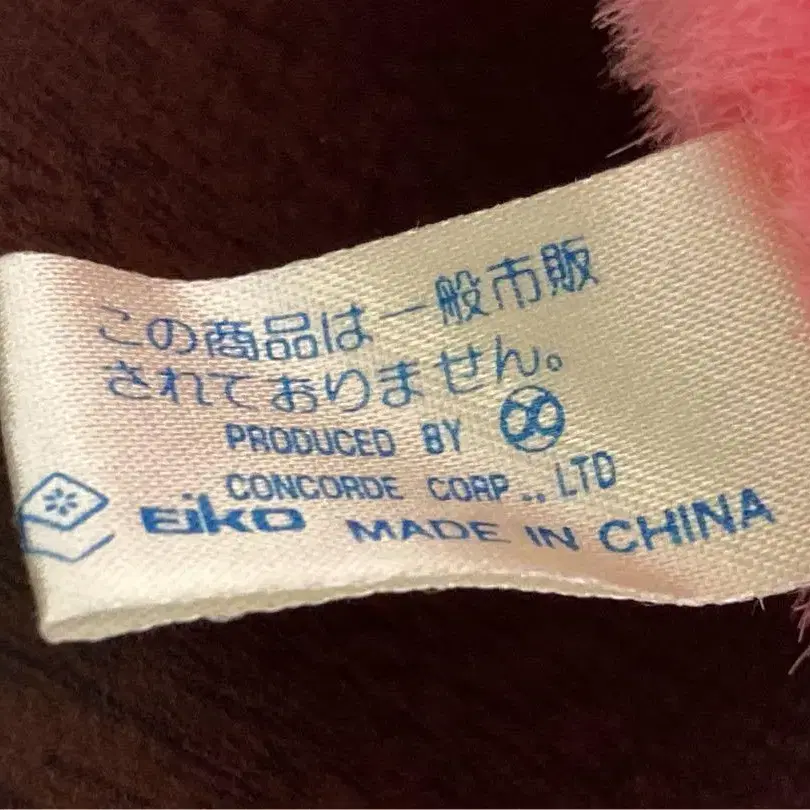 この商品は一般市販
されておりません。
PRODUCED BY
CONCORDE CORP., LTD
Eiko MADE IN CHINA